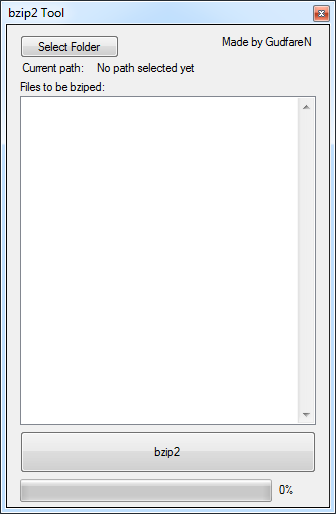 bzip2 Tool
Select Folder
Made by GudfareN
Current path: No path selected yet
Files to be bziped:
bzip2
0%